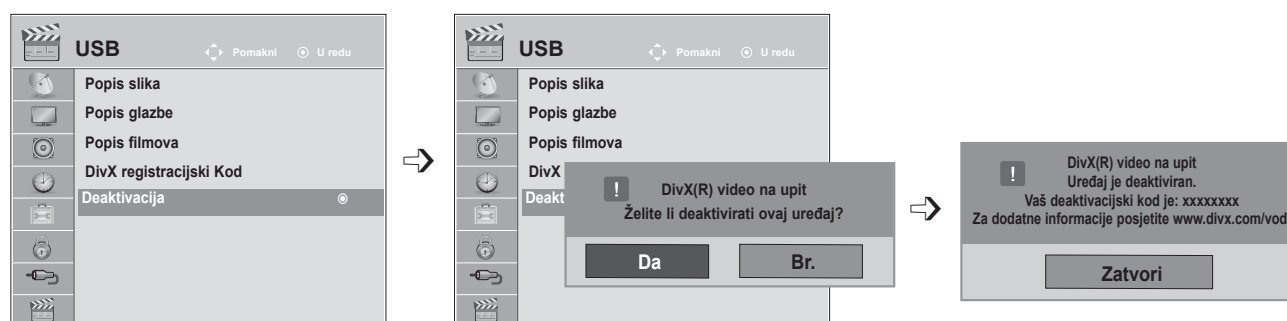 USB
Pomakni
U redu
Popis slika
Popis glazbe
Popis filmova
DivX registracijski Kod
Deaktivacija
USB
Pomakni
U redu
Popis slika
Popis glazbe
Popis filmova
DivX
Deakt
! DivX(R) video na upit
Želite li deaktivirati ovaj uređaj?
Da
Br.
! DivX(R) video na upit
Uređaj je deaktiviran.
Vaš deaktivacijski kod je: xxxxxxxx
Za dodatne informacije posjetite www.divx.com/vod
Zatvori